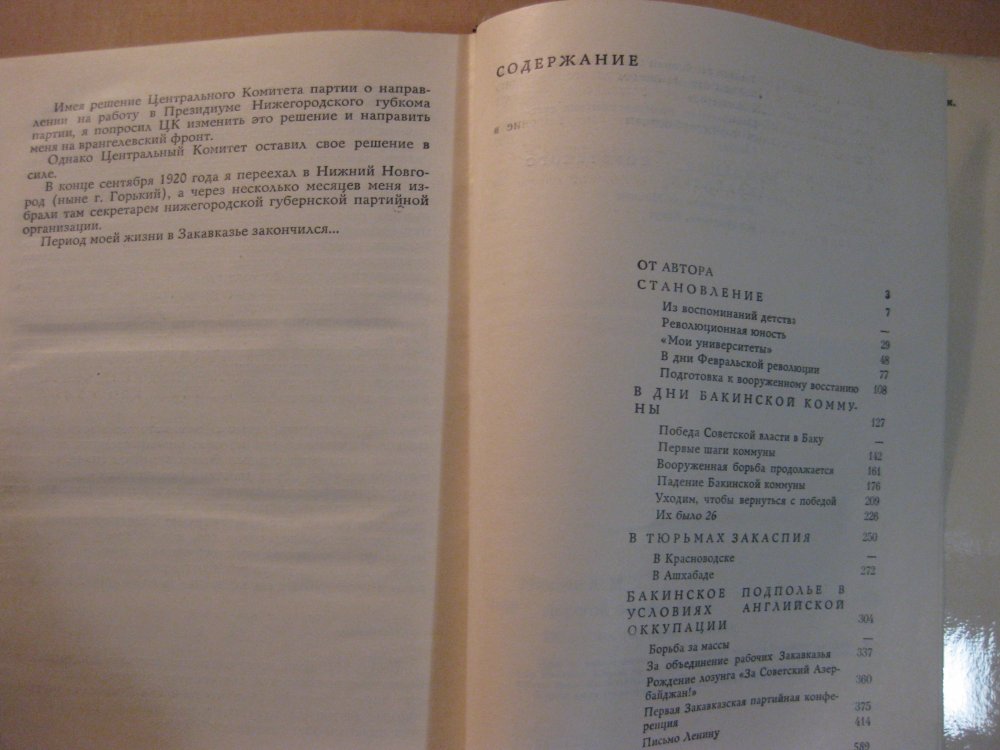 Имея решение Центрального Комитета партии о направ-
лении на работу в Президиуме Нижегородского губкома
партии, я попросил ЦК изменить это решение и направить
меня на врангелевский фронт.
Однако Центральный Комитет оставил свое решение в
силе.
В конце сентября 1920 года я переехал в Нижний Новго-
род (ныне г. Горький), а через несколько месяцев меня из-
брали там секретарем нижегородской губернской партийной
организации.
Период моей жизни в Закавказье закончился...
СОДЕРЖАНИЕ
ОТ АВТОРА 3
СТАНОВЛЕНИЕ 7
Из воспоминаний детства —
Революционная юность 29
«Мои университеты» 48
В дни Февральской революции 77
Подготовка к вооруженному восстанию 108
В ДНИ БАКИНСКОЙ КОММУ-
НЫ 127
Победа Советской власти в Баку —
Первые шаги коммуны 142
Вооруженная борьба продолжается 161
Падение Бакинской коммуны 176
Уходим, чтобы вернуться с победой 209
Их было 26 226
В ТЮРЬМАХ ЗАКАСПИЯ 250
В Красноводске —
В Ашхабаде 272
БАКИНСКОЕ ПОДПОЛЬЕ В
УСЛОВИЯХ АНГЛИЙСКОЙ
ОККУПАЦИИ 304
Борьба за массы —
За объединение рабочих Закавказья 337
Рождение лозунга «За Советский Азер-
байджан!» 360
Первая Закавказская партийная конфе-
ренция 375
Письмо Ленину 414